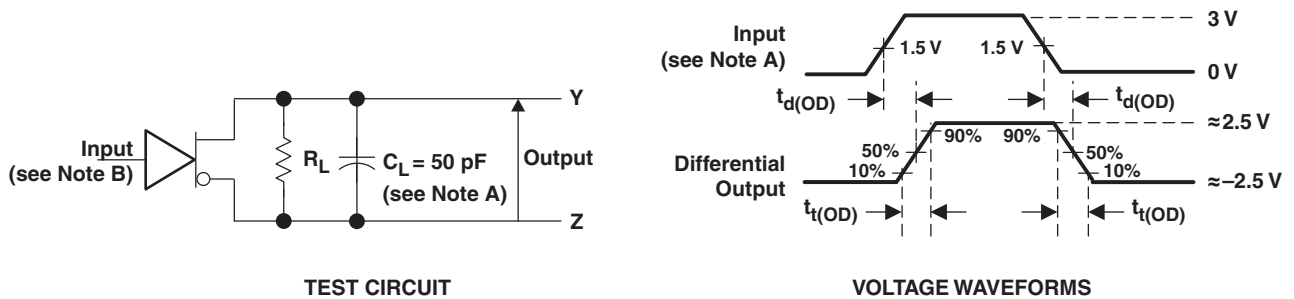 Input
(see Note B)
R_L
C_L = 50 pF
(see Note A)
Output
Y
Z
TEST CIRCUIT
Input
(see Note A)
1.5 V
1.5 V
3 V
0 V
t_d(OD)
t_d(OD)
Differential
Output
50%
10%
90%
90%
50%
10%
≈2.5 V
≈–2.5 V
t_t(OD)
t_t(OD)
VOLTAGE WAVEFORMS